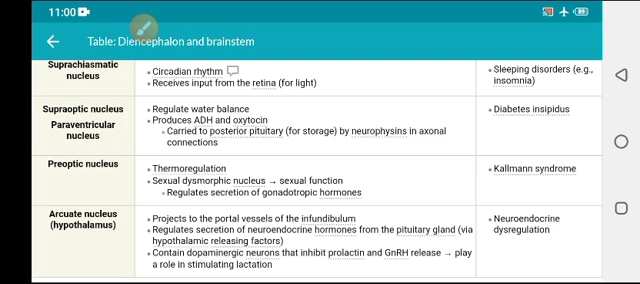 11:00
89
Table: Diencephalon and brainstem
Suprachiasmatic
nucleus
• Circadian rhythm
• Receives input from the retina (for light)
• Sleeping disorders (e.g.,
insomnia)
Supraoptic nucleus
Paraventricular
nucleus
• Regulate water balance
• Produces ADH and oxytocin
Carried to posterior pituitary (for storage) by neurophysins in axonal
connections
• Diabetes insipidus
Preoptic nucleus
• Thermoregulation
• Sexual dysmorphic nucleus → sexual function
Regulates secretion of gonadotropic hormones
• Kallmann syndrome
Arcuate nucleus
(hypothalamus)
• Projects to the portal vessels of the infundibulum
• Regulates secretion of neuroendocrine hormones from the pituitary gland (via
hypothalamic releasing factors)
• Contain dopaminergic neurons that inhibit prolactin and GnRH release → play
a role in stimulating lactation
• Neuroendocrine
dysregulation